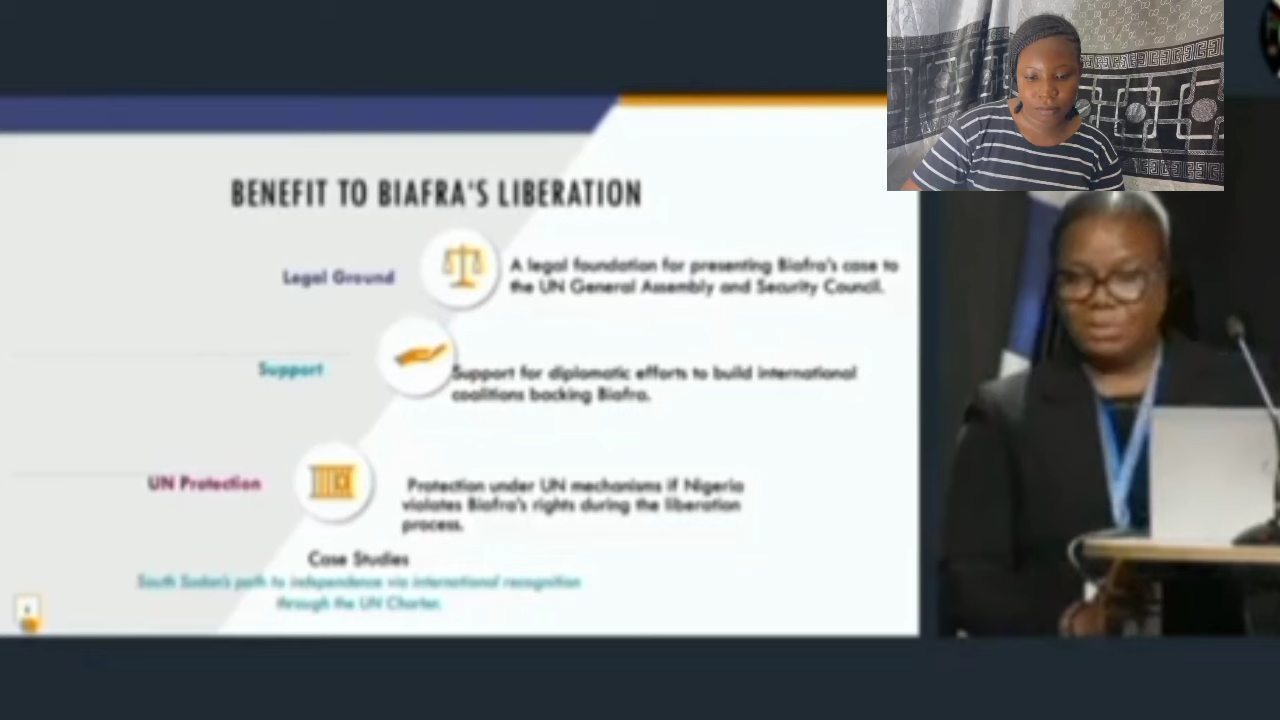 BENEFIT TO BIAFRA'S LIBERATION
Legal Ground
A legal foundation for presenting Biafra's case to
the UN General Assembly and Security Council.
Support
Support for diplomatic efforts to build international
coalitions backing Biafra.
UN Protection
Protection under UN mechanisms if Nigeria
violates Biafra's rights during the liberation
process.
Case Studies
South Sudan's path to independence via international recognition
through the UN Charter.